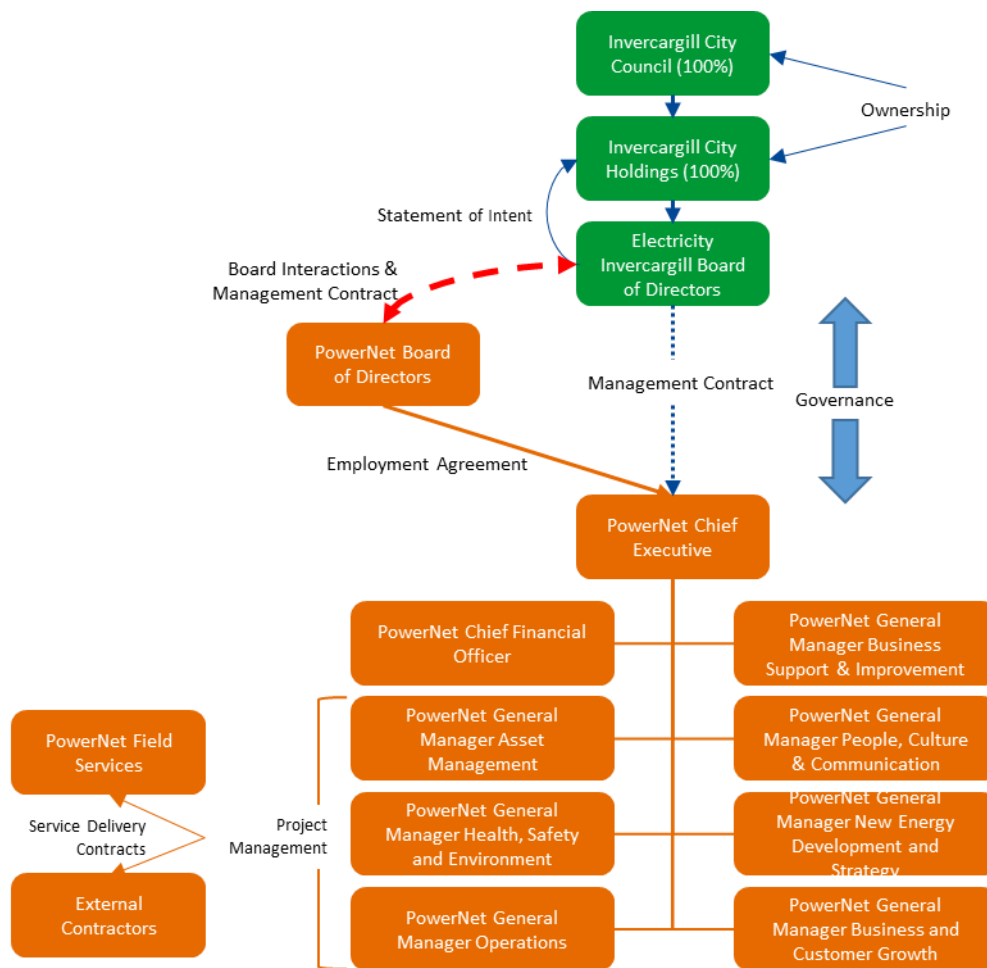 Invercargill City
Council (100%)
Ownership
Invercargill City
Holdings (100%)
Statement of Intent
Electricity
Invercargill Board
of Directors
Board Interactions &
Management Contract
PowerNet Board
of Directors
Management Contract
Governance
Employment Agreement
PowerNet Chief
Executive
PowerNet Chief Financial
Officer
PowerNet General
Manager Business
Support & Improvement
PowerNet General
Manager Asset
Management
PowerNet General
Manager People, Culture
& Communication
PowerNet Field
Services
Service Delivery
Contracts
Project
Management
PowerNet General
Manager Health, Safety
and Environment
PowerNet General
Manager New Energy
Development and
Strategy
External
Contractors
PowerNet General
Manager Operations
PowerNet General
Manager Business and
Customer Growth